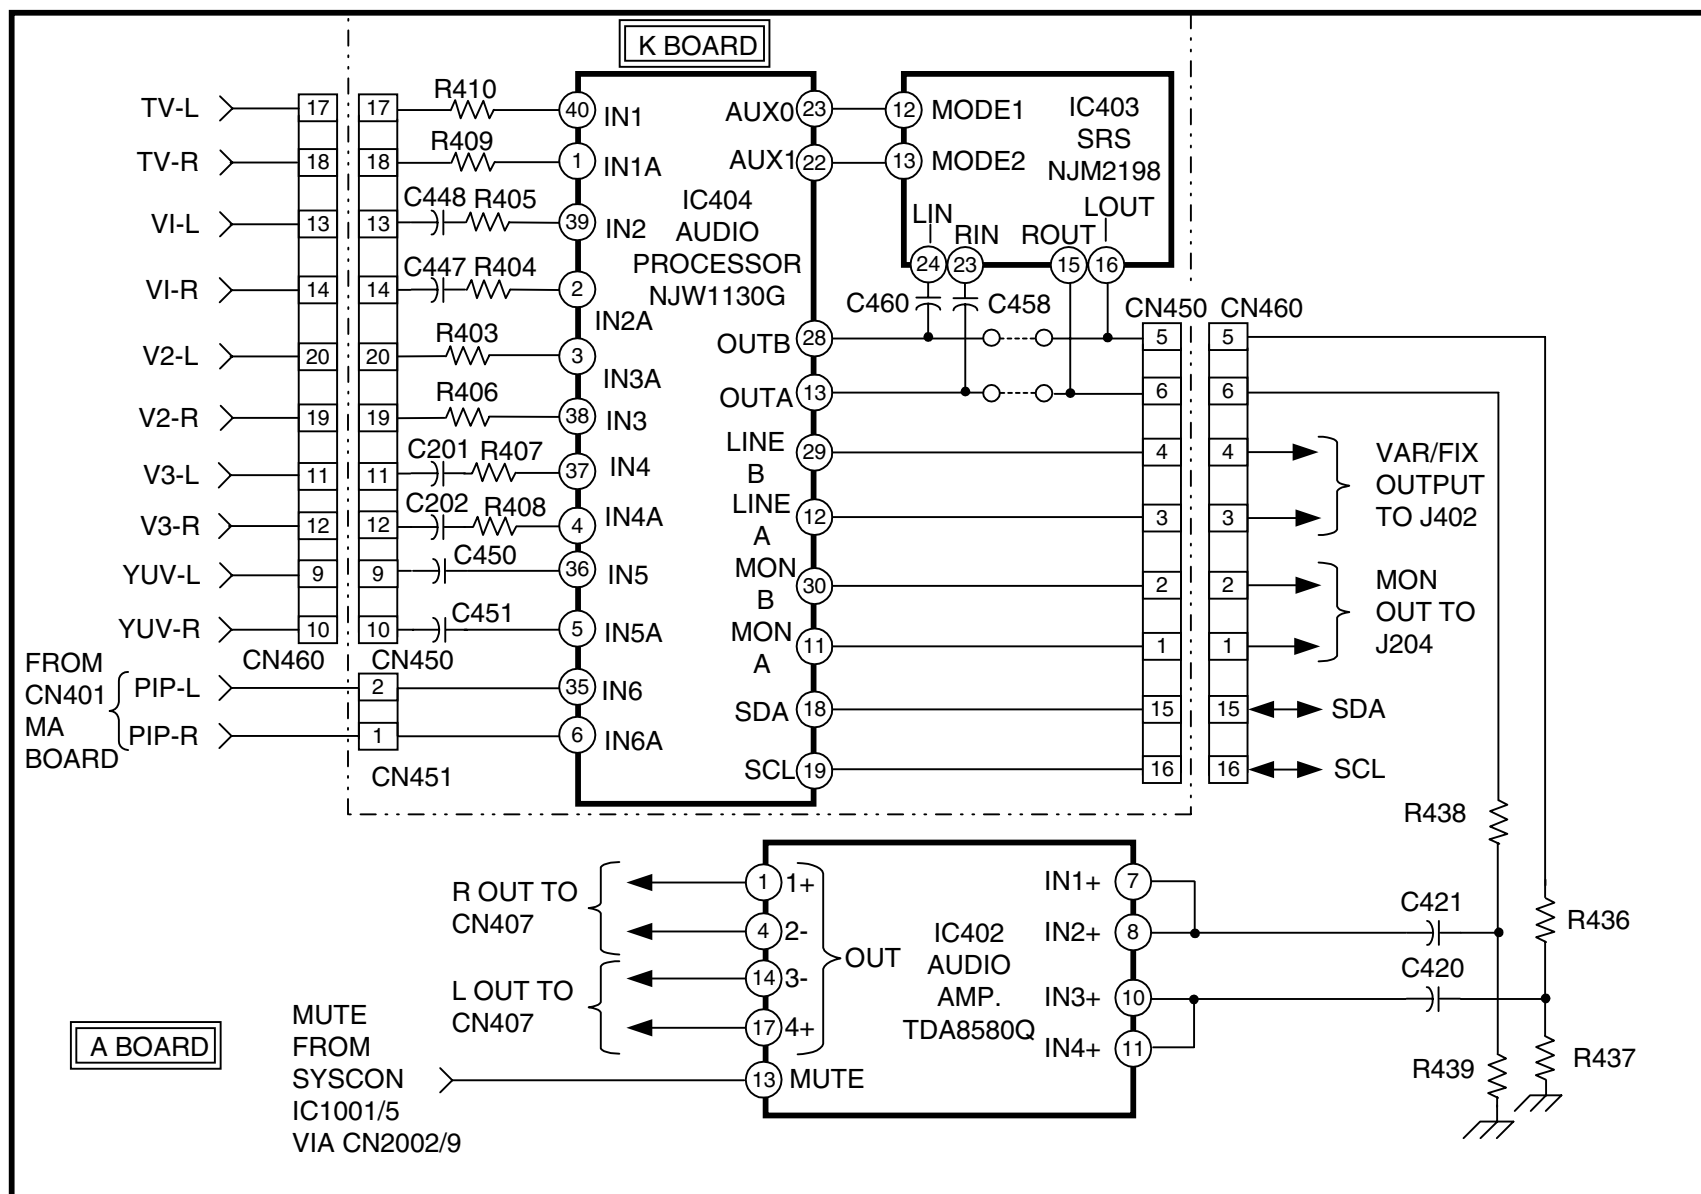 K BOARD
TV-L
17
17
R410
40
IN1
TV-R
18
18
R409
1
IN1A
VI-L
13
13
C448
R405
39
IN2
VI-R
14
14
C447
R404
2
IN2A
V2-L
20
20
R403
3
IN3A
V2-R
19
19
R406
38
IN3
V3-L
11
11
C201
R407
37
IN4
V3-R
12
12
C202
R408
4
IN4A
YUV-L
9
9
C450
36
IN5
YUV-R
10
10
C451
5
IN5A
CN460
CN450
FROM
CN401
MA
BOARD
PIP-L
2
35
IN6
PIP-R
1
6
IN6A
CN451
IC404
AUDIO
PROCESSOR
NJW1130G
AUX0
23
12
MODE1
AUX1
22
13
MODE2
IC403
SRS
NJM2198
LIN
RIN
ROUT
LOUT
24
23
15
16
C460
C458
CN450
CN460
OUTB
28
5
5
OUTA
13
6
6
LINE
B
29
4
4
LINE
A
12
3
3
VAR/FIX
OUTPUT
TO J402
MON
B
30
2
2
MON
A
11
1
1
MON
OUT TO
J204
SDA
18
15
15
SDA
SCL
19
16
16
SCL
R438
R436
C421
C420
R439
R437
R OUT TO
CN407
1
1+
4
2-
L OUT TO
CN407
14
3-
17
4+
OUT
13
MUTE
IC402
AUDIO
AMP.
TDA8580Q
IN1+
7
IN2+
8
IN3+
10
IN4+
11
A BOARD
MUTE
FROM
SYSCON
IC1001/5
VIA CN2002/9